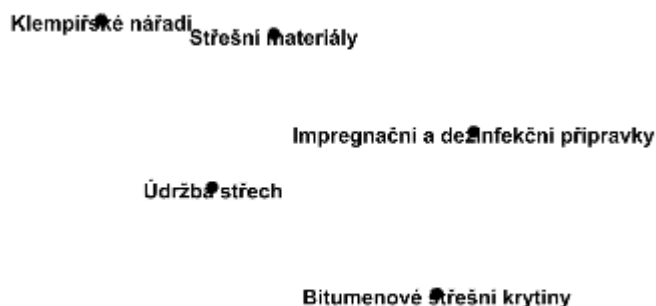 Klempířské nářadí
Střešní materiály
Impregnační a dezinfekční přípravky
Údržba střech
Bitumenové střešní krytiny